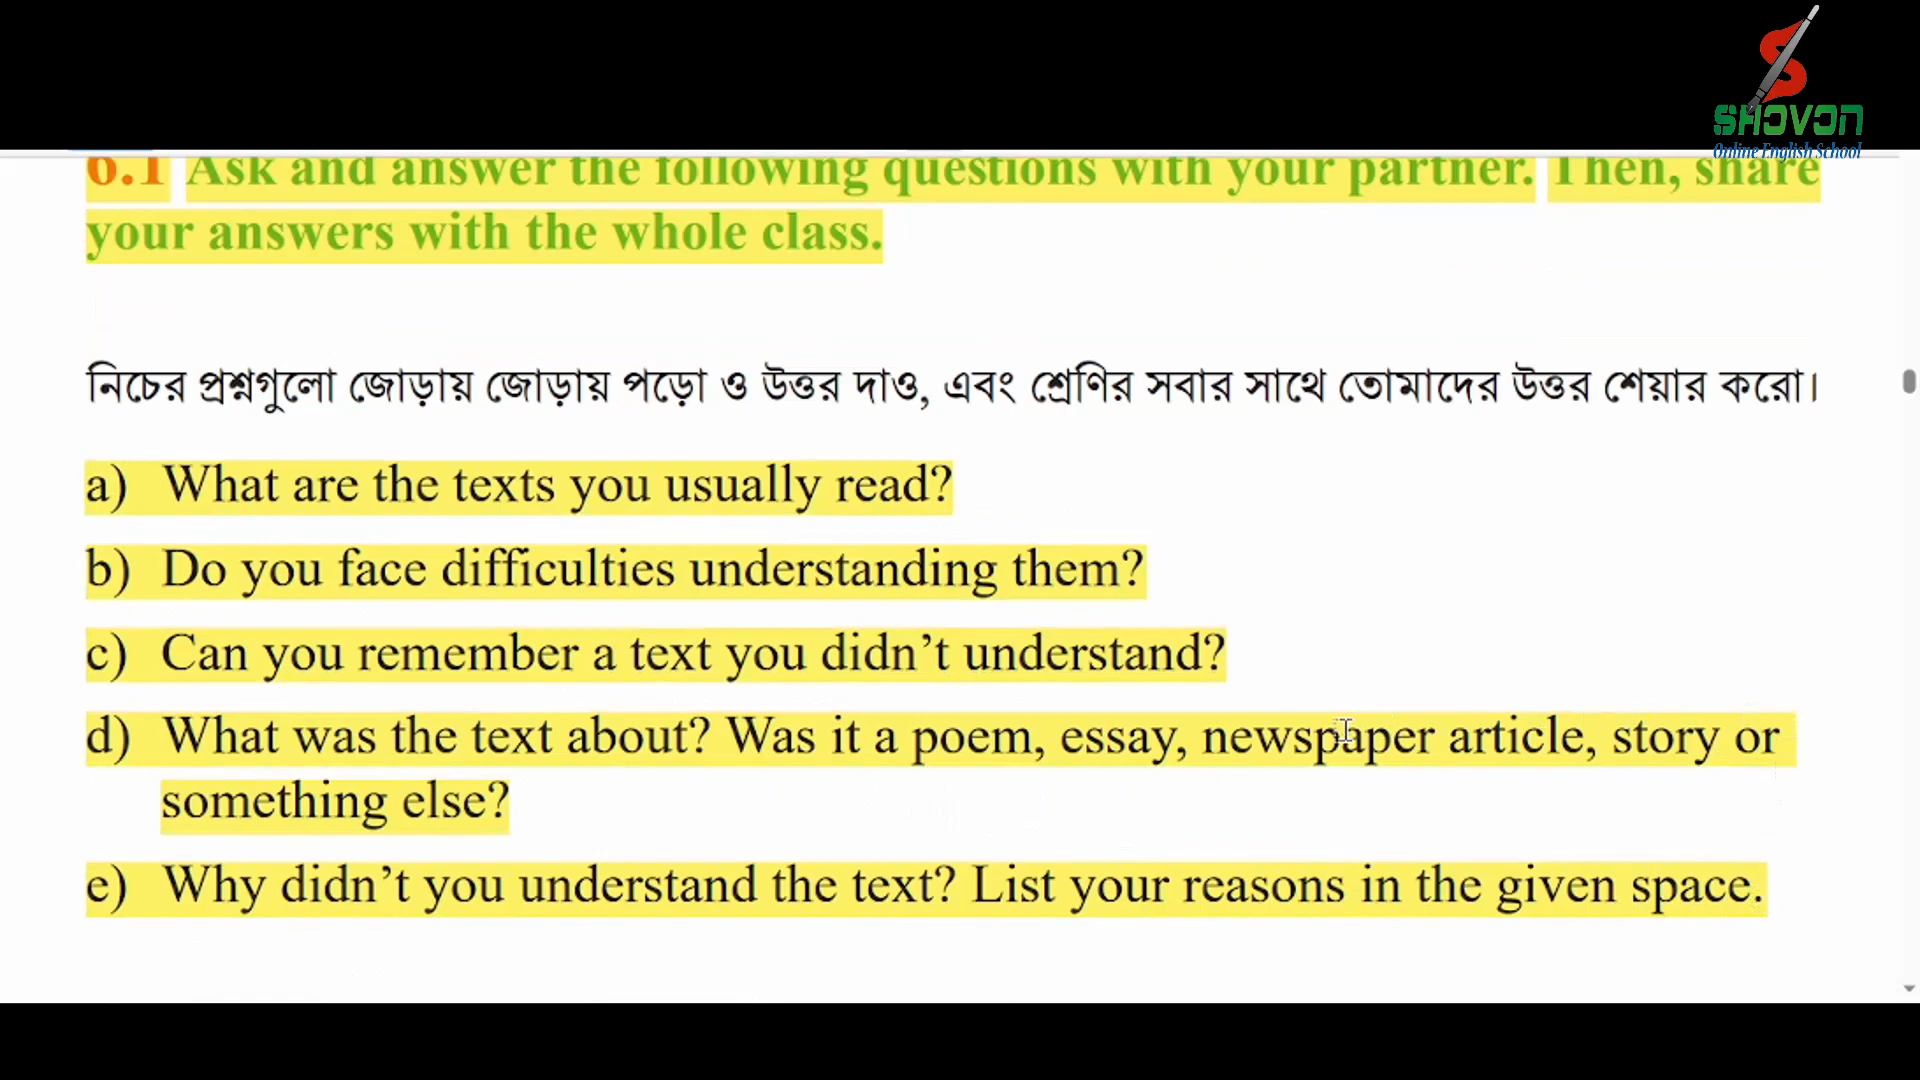 SHOVON
Online English School
6.1 Ask and answer the following questions with your partner. Then, share
your answers with the whole class.
নিচের প্রশ্নগুলো জোড়ায় জোড়ায় পড়ো ও উত্তর দাও, এবং শ্রেণির সবার সাথে তোমাদের উত্তর শেয়ার করো।
a) What are the texts you usually read?
b) Do you face difficulties understanding them?
c) Can you remember a text you didn’t understand?
d) What was the text about? Was it a poem, essay, newspaper article, story or
something else?
e) Why didn’t you understand the text? List your reasons in the given space.